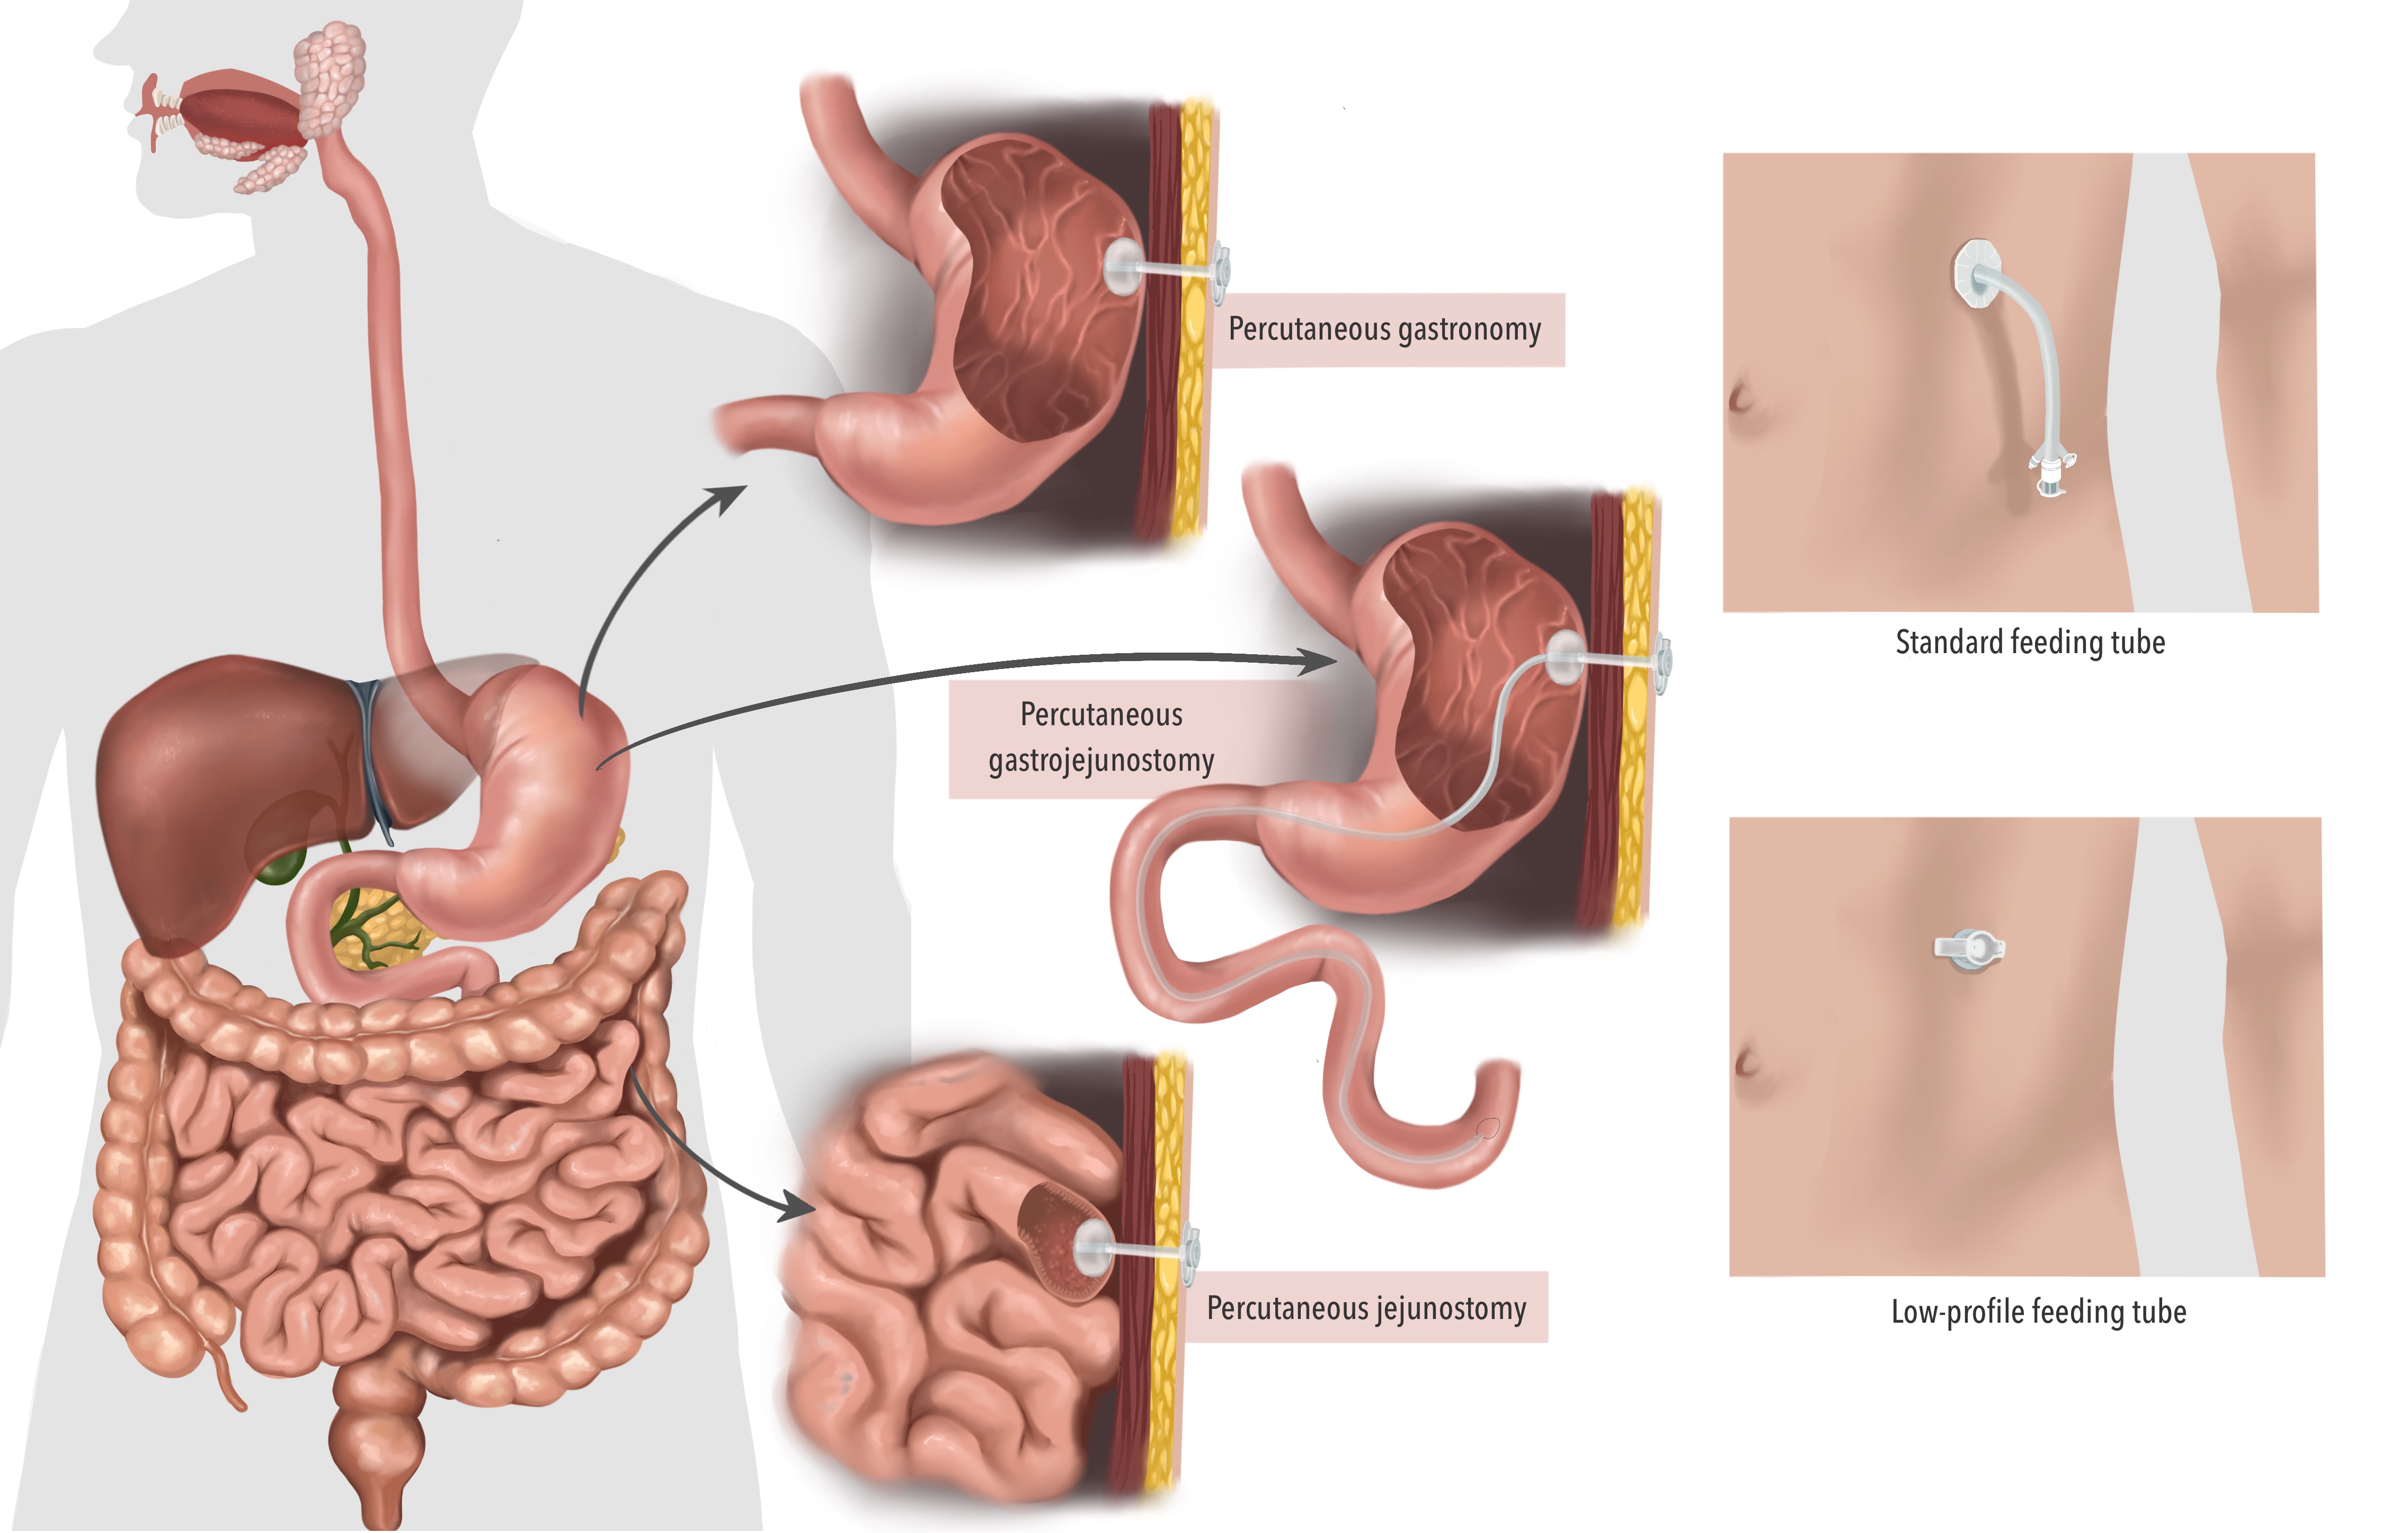 Percutaneous gastronomy
Standard feeding tube
Percutaneous
gastrojejunostomy
Percutaneous jejunostomy
Low-profile feeding tube